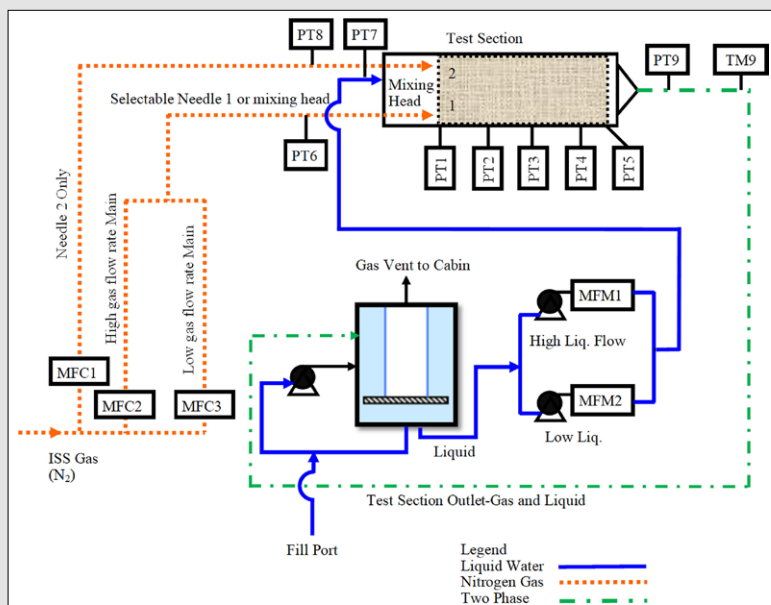 PT8
PT7
Test Section
PT9
TM9
2
Mixing
Head
1
Selectable Needle 1 or mixing head
PT6
PT1
PT2
PT3
PT4
PT5
Needle 2 Only
High gas flow rate Main
Low gas flow rate Main
Gas Vent to Cabin
MFM1
High Liq. Flow
MFC1
MFC2
MFC3
MFM2
Low Liq.
Liquid
ISS Gas
(N₂)
Test Section Outlet-Gas and Liquid
Fill Port
Legend
Liquid Water
Nitrogen Gas
Two Phase